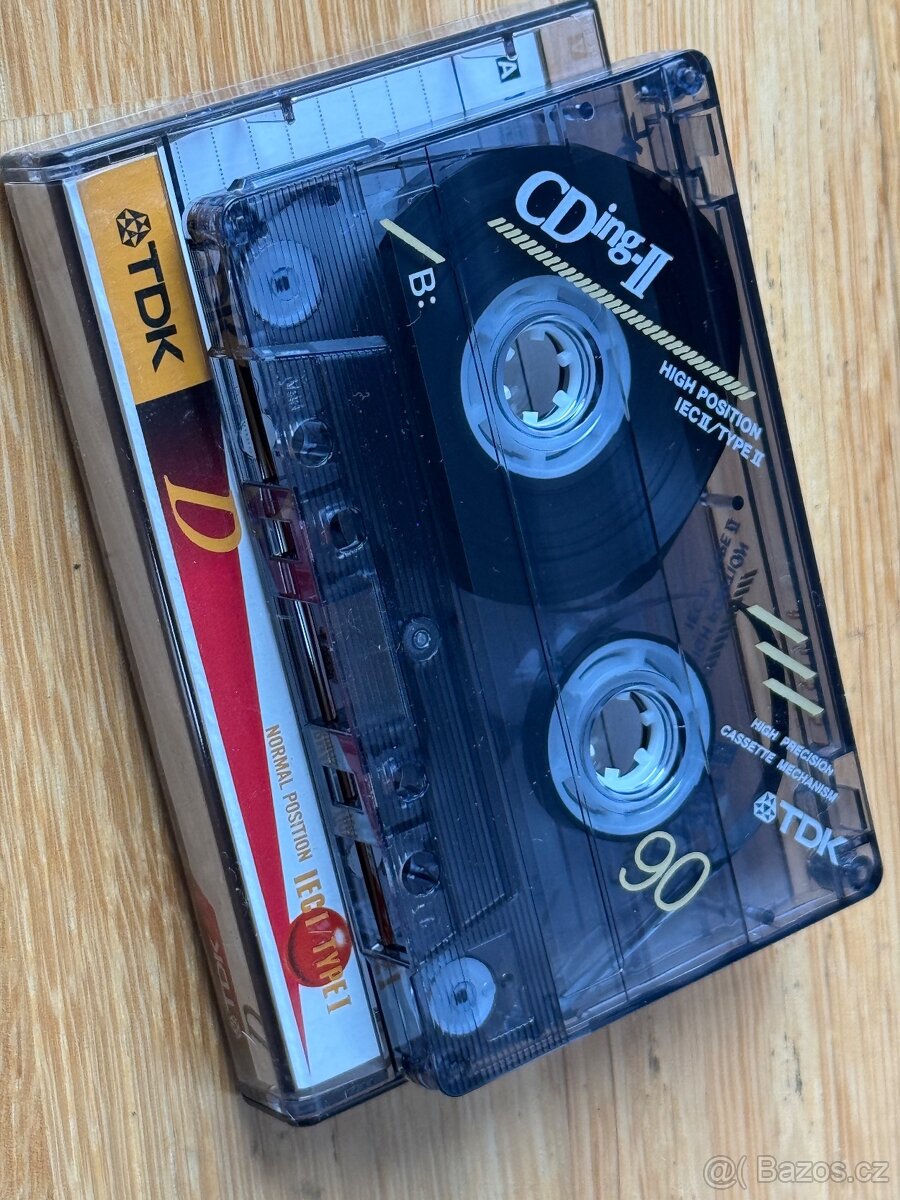 TDK
D
NORMAL POSITION IEC I/TYPE I
A
B:
CDing-II
HIGH POSITION
IEC II/TYPE II
HIGH PRECISION
CASSETTE MECHANISM
TDK
90
TDK
@( Bazos.cz